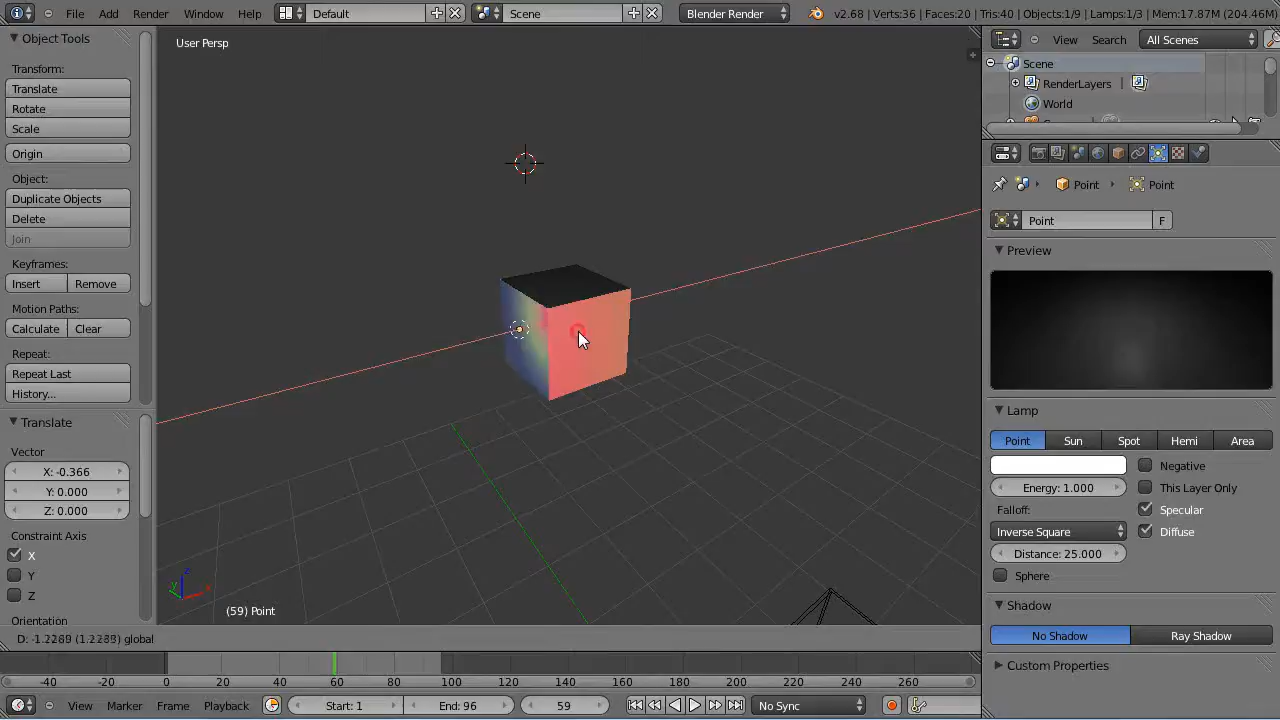 File Add Render Window Help Default Scene Blender Render v2.68 | Verts:36 | Faces:20 | Tris:40 | Objects:1/9 | Lamps:1/3 | Mem:17.87M (204.46M)
Object Tools
Transform:
Translate
Rotate
Scale
Origin
Object:
Duplicate Objects
Delete
Join
Keyframes:
Insert Remove
Motion Paths:
Calculate Clear
Repeat:
Repeat Last
History...
Translate
Vector
X: -0.366
Y: 0.000
Z: 0.000
Constraint Axis
X
Y
Z
Orientation
User Persp
z
y x
(59) Point
D: -1.2289 (1.2289) global
View Search All Scenes
Scene
RenderLayers |
World
Point Point
Point F
Preview
Lamp
Point Sun Spot Hemi Area
Negative
Energy: 1.000 This Layer Only
Falloff: Specular
Inverse Square Diffuse
Distance: 25.000
Sphere
Shadow
No Shadow Ray Shadow
Custom Properties
-40 -20 0 20 40 60 80 100 120 140 160 180 200 220 240 260
View Marker Frame Playback Start: 1 End: 96 59 No Sync